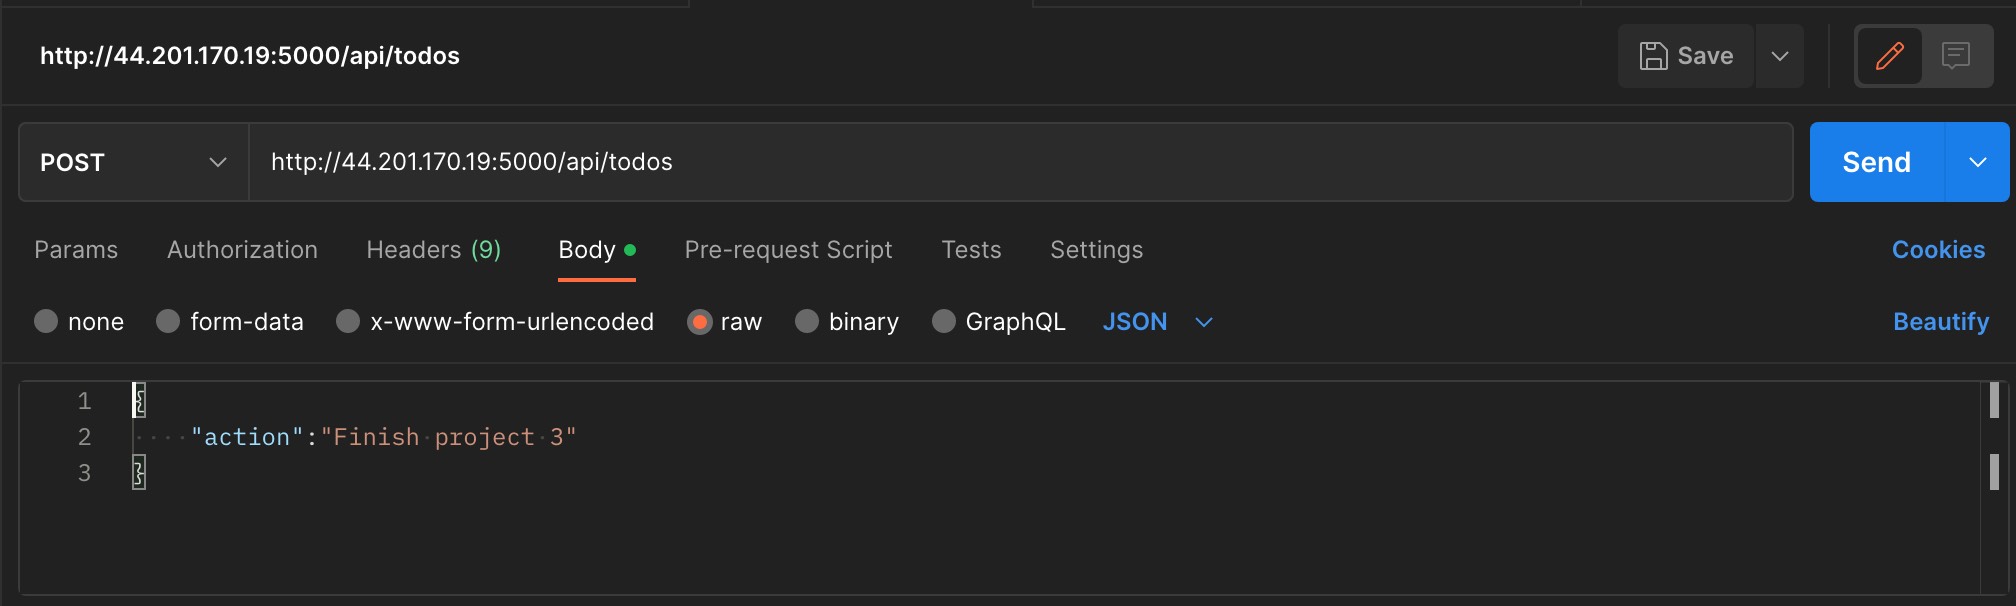 http://44.201.170.19:5000/api/todos
Save
POST
http://44.201.170.19:5000/api/todos
Send
Params Authorization Headers (9) Body Pre-request Script Tests Settings Cookies
none form-data x-www-form-urlencoded raw binary GraphQL JSON Beautify
1 {
2 "action":"Finish project 3"
3 }